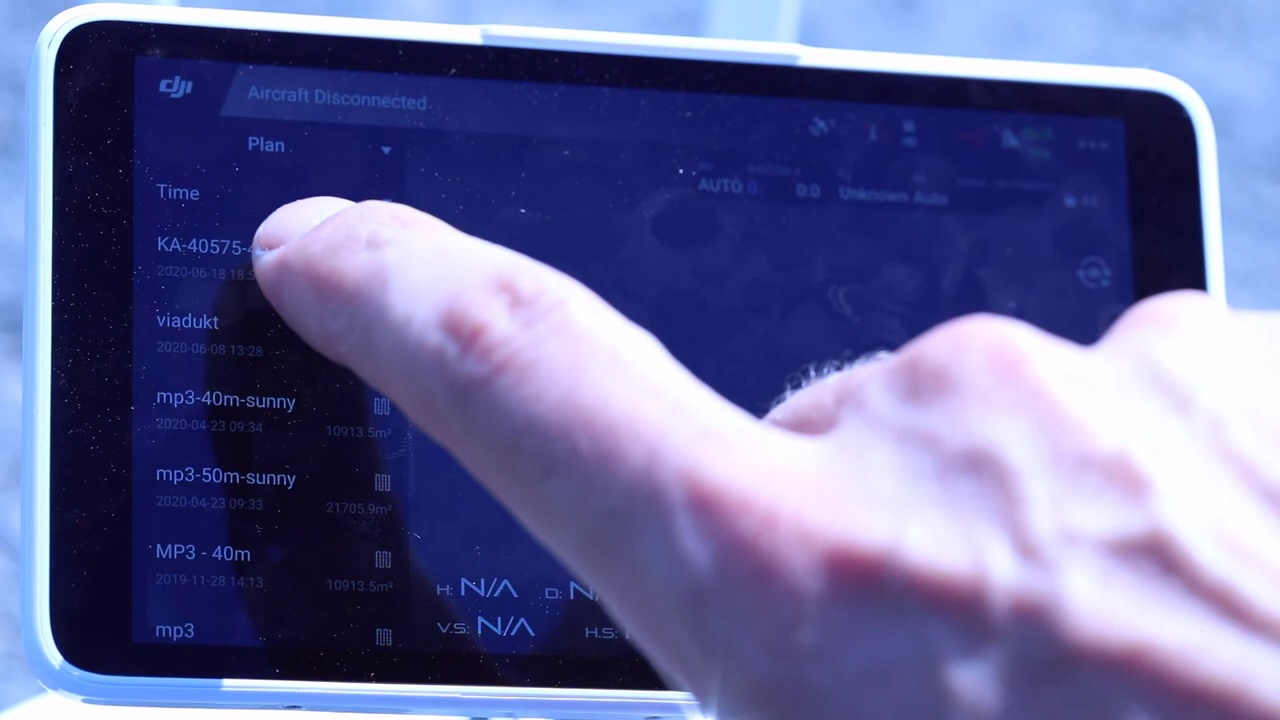 dji
Aircraft Disconnected
Plan
AUTO
0:0
Unknown Auto
Time
KA-40575-
2020-06-18
viadukt
2020-06-08 13:28
mp3-40m-sunny
2020-04-23 09:34
10913.5m²
mp3-50m-sunny
2020-04-23 09:33
21705.9m²
MP3 - 40m
2019-11-28 14:13
10913.5m²
mp3
H: N/A
D:
V.S: N/A
H.S: